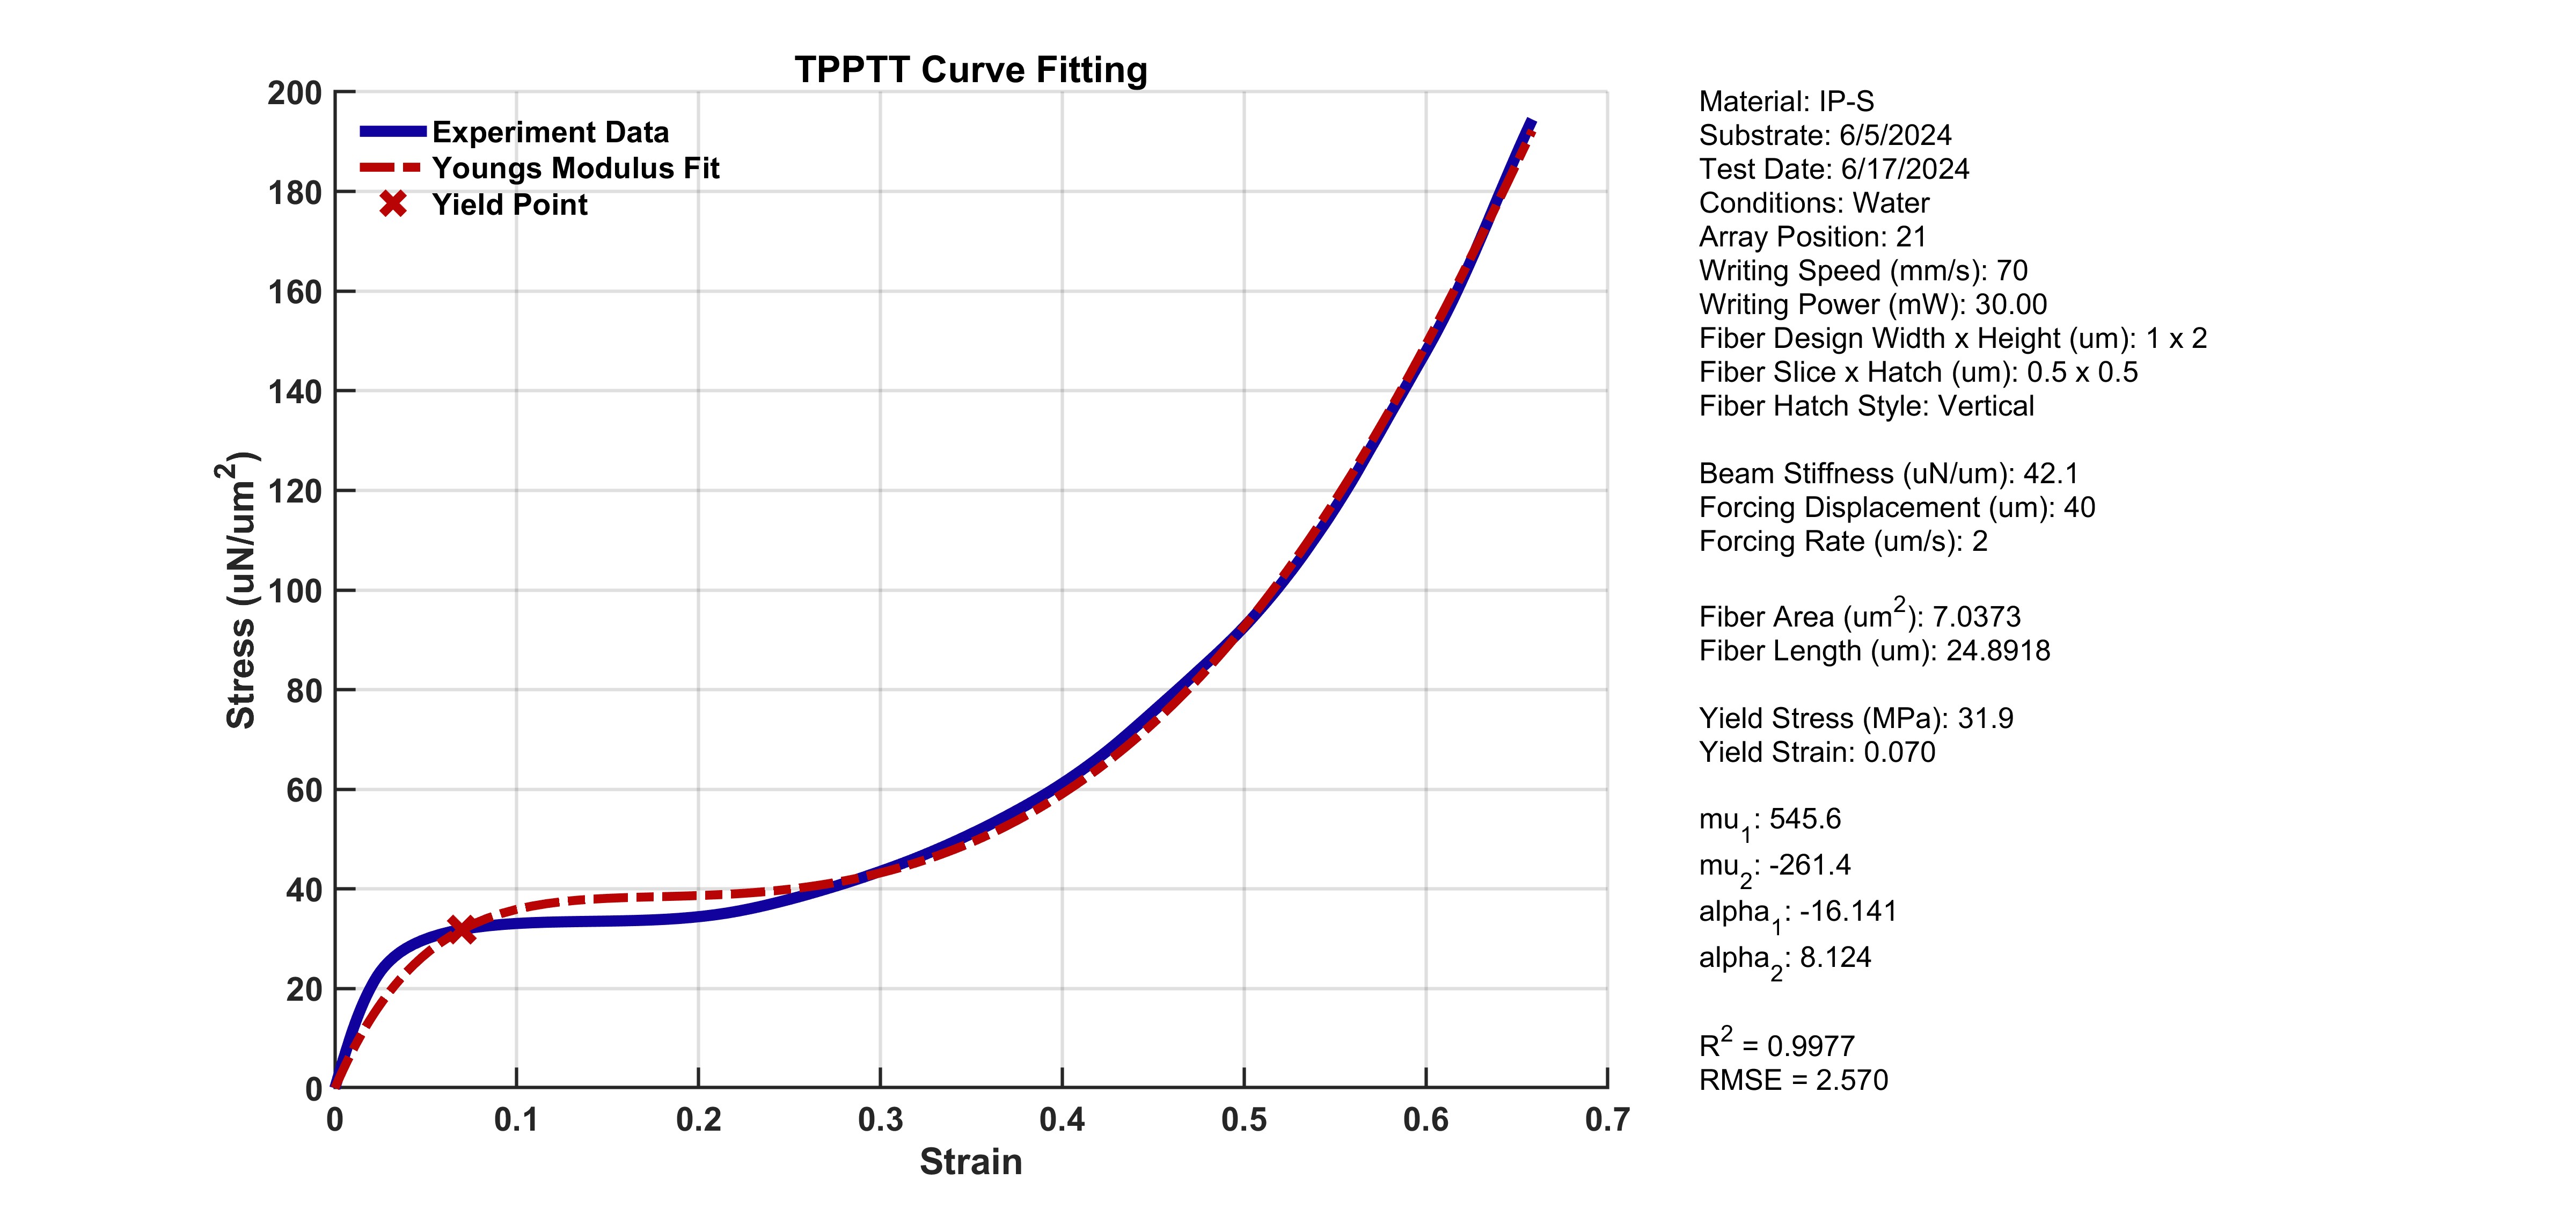 TPPTT Curve Fitting
200
180
160
140
120
100
80
60
40
20
0
Stress (uN/um²)
Experiment Data
Youngs Modulus Fit
Yield Point
0 0.1 0.2 0.3 0.4 0.5 0.6 0.7
Strain
Material: IP-S
Substrate: 6/5/2024
Test Date: 6/17/2024
Conditions: Water
Array Position: 21
Writing Speed (mm/s): 70
Writing Power (mW): 30.00
Fiber Design Width x Height (um): 1 x 2
Fiber Slice x Hatch (um): 0.5 x 0.5
Fiber Hatch Style: Vertical
Beam Stiffness (uN/um): 42.1
Forcing Displacement (um): 40
Forcing Rate (um/s): 2
Fiber Area (um²): 7.0373
Fiber Length (um): 24.8918
Yield Stress (MPa): 31.9
Yield Strain: 0.070
mu₁: 545.6
mu₂: -261.4
alpha₁: -16.141
alpha₂: 8.124
R² = 0.9977
RMSE = 2.570